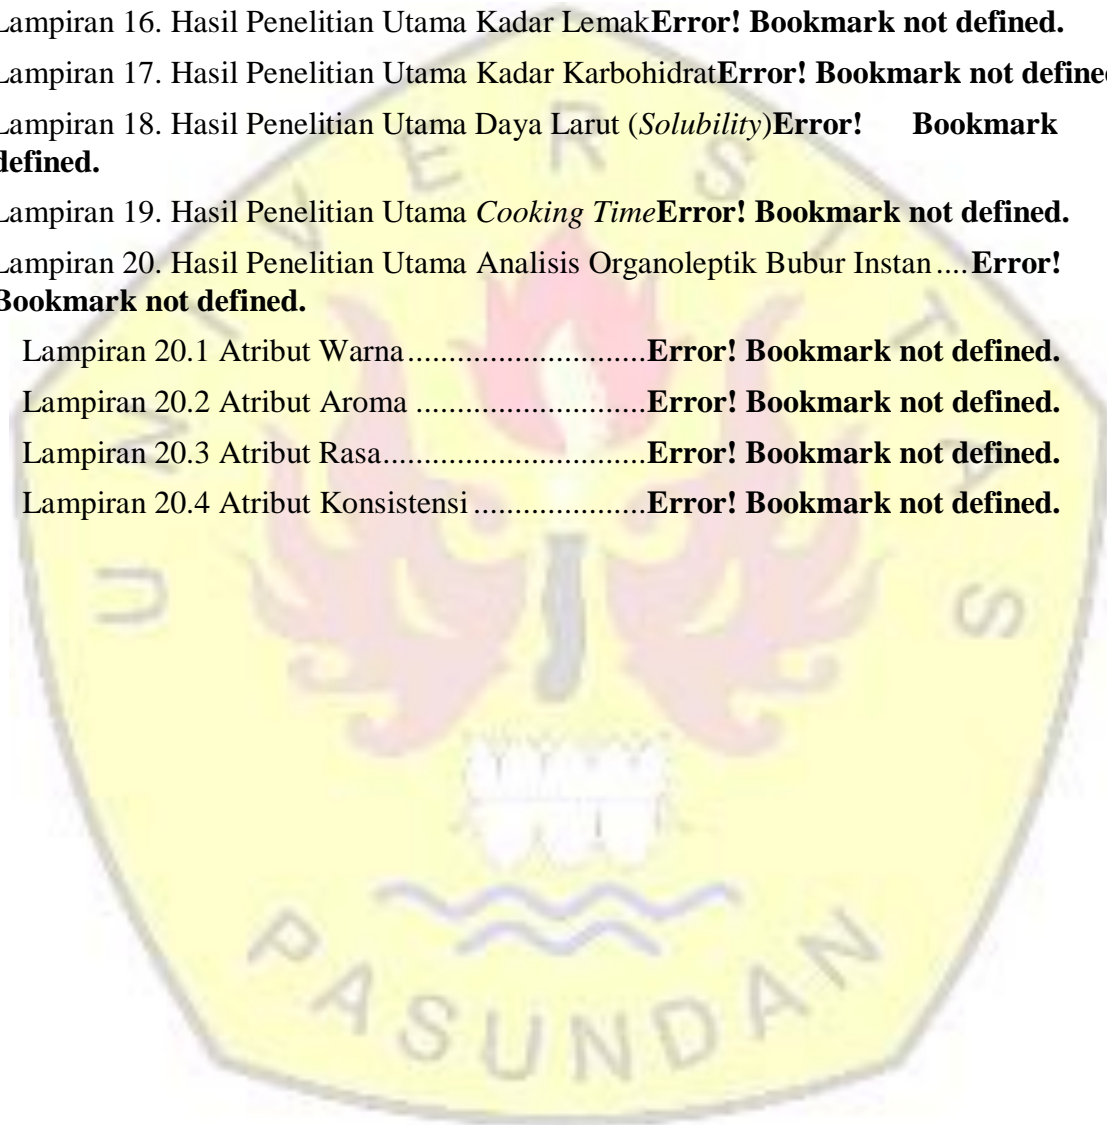 Lampiran 16. Hasil Penelitian Utama Kadar LemakError! Bookmark not defined.
Lampiran 17. Hasil Penelitian Utama Kadar KarbohidratError! Bookmark not define
Lampiran 18. Hasil Penelitian Utama Daya Larut (Solubility)Error! Bookmark
defined.
Lampiran 19. Hasil Penelitian Utama Cooking TimeError! Bookmark not defined.
Lampiran 20. Hasil Penelitian Utama Analisis Organoleptik Bubur Instan ....Error!
Bookmark not defined.
Lampiran 20.1 Atribut Warna.............................Error! Bookmark not defined.
Lampiran 20.2 Atribut Aroma ............................Error! Bookmark not defined.
Lampiran 20.3 Atribut Rasa................................Error! Bookmark not defined.
Lampiran 20.4 Atribut Konsistensi .....................Error! Bookmark not defined.
UNIVERSITAS
PASUNDAN